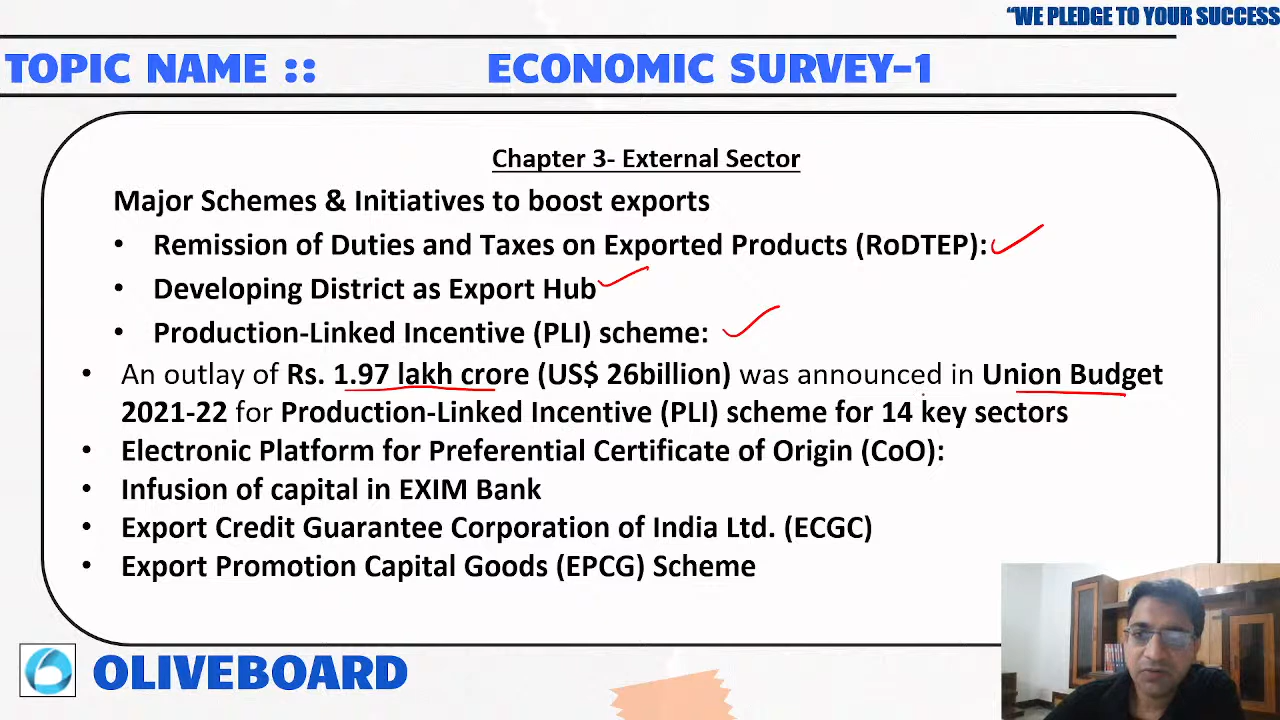 “WE PLEDGE TO YOUR SUCCESS
TOPIC NAME :: ECONOMIC SURVEY-1
Chapter 3- External Sector
Major Schemes & Initiatives to boost exports
• Remission of Duties and Taxes on Exported Products (RoDTEP):
• Developing District as Export Hub
• Production-Linked Incentive (PLI) scheme:
• An outlay of Rs. 1.97 lakh crore (US$ 26billion) was announced in Union Budget
2021-22 for Production-Linked Incentive (PLI) scheme for 14 key sectors
• Electronic Platform for Preferential Certificate of Origin (CoO):
• Infusion of capital in EXIM Bank
• Export Credit Guarantee Corporation of India Ltd. (ECGC)
• Export Promotion Capital Goods (EPCG) Scheme
OLIVEBOARD